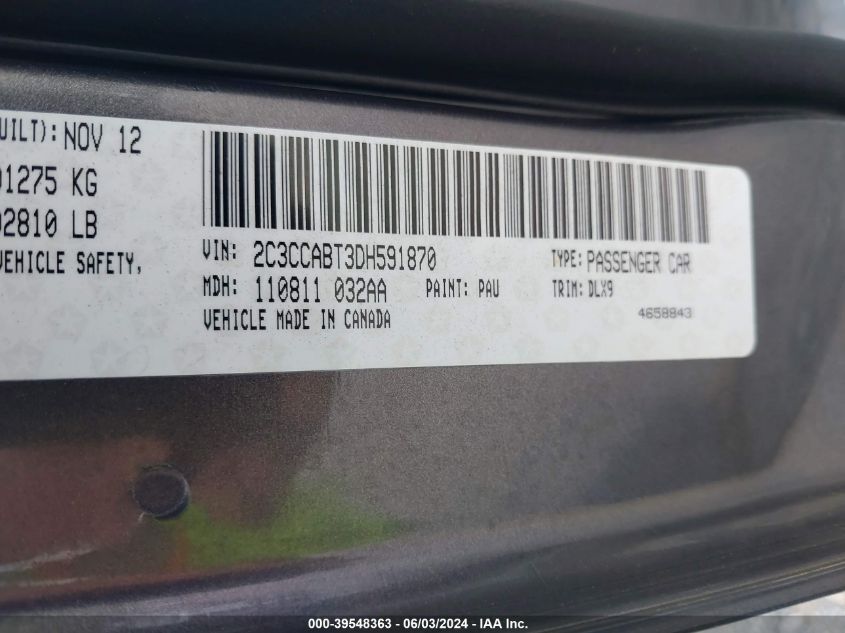 UILT): NOV 12
01275 KG
02810 LB
VEHICLE SAFETY,
VIN: 2C3CCABT3DH591870 TYPE: PASSENGER CAR
MDH: 110811 032AA PAINT: PAU TRIM: DLX9
VEHICLE MADE IN CANADA 4658843
000-39548363 - 06/03/2024 - IAA Inc.